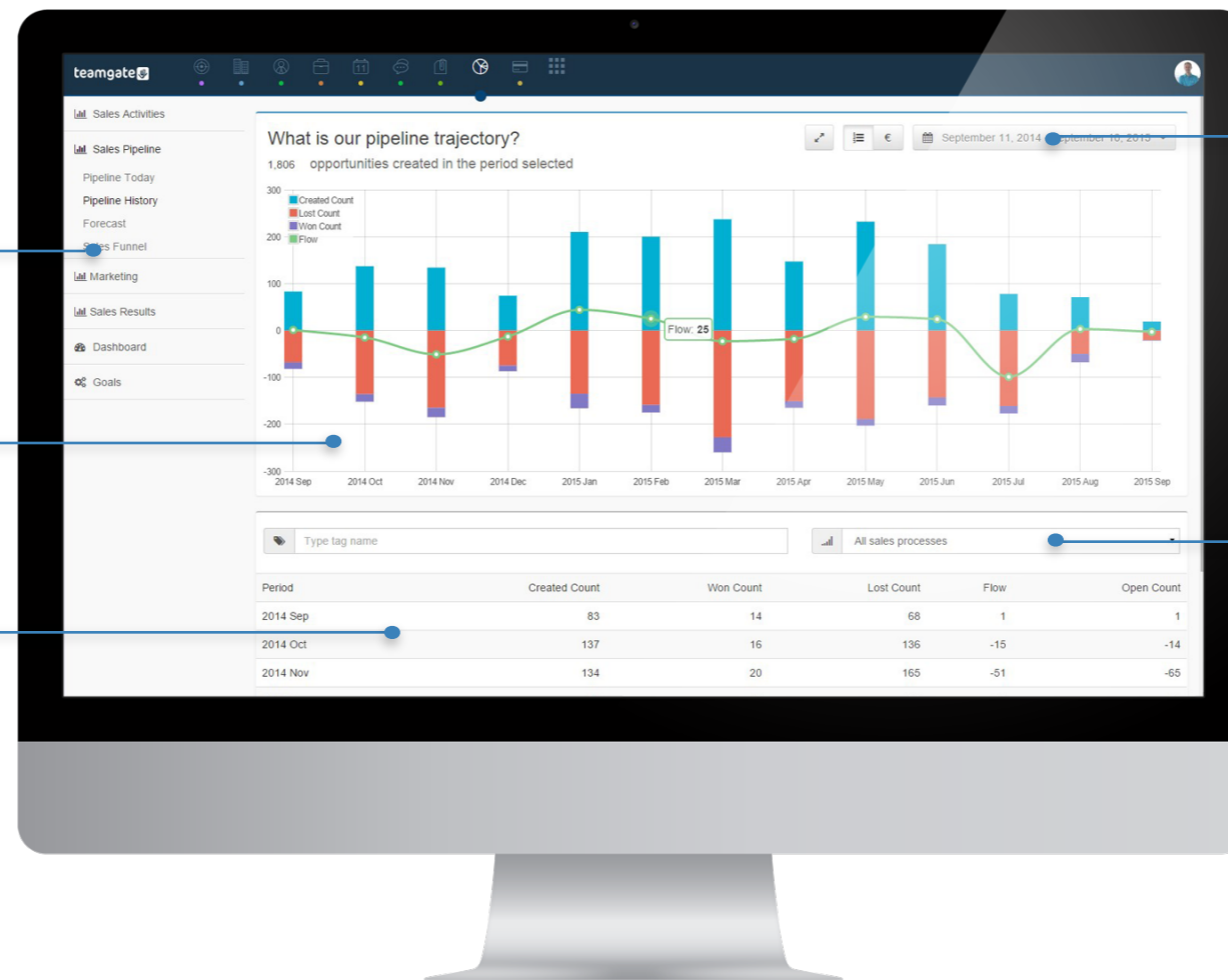 teamgate
11
Sales Activities
Sales Pipeline
Pipeline Today
Pipeline History
Forecast
Sales Funnel
Marketing
Sales Results
Dashboard
Goals
What is our pipeline trajectory?
€
September 11, 2014 September 10, 2015
1,806 opportunities created in the period selected
300
200
100
0
-100
-200
-300
Created Count
Lost Count
Won Count
Flow
Flow: 25
2014 Sep 2014 Oct 2014 Nov 2014 Dec 2015 Jan 2015 Feb 2015 Mar 2015 Apr 2015 May 2015 Jun 2015 Jul 2015 Aug 2015 Sep
Type tag name
All sales processes
Period Created Count Won Count Lost Count Flow Open Count
2014 Sep 83 14 68 1 1
2014 Oct 137 16 136 -15 -14
2014 Nov 134 20 165 -51 -65